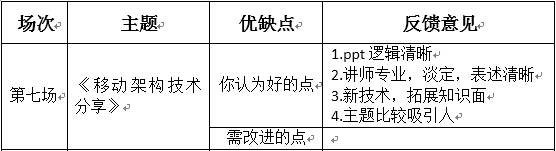 场次 主题 优缺点 反馈意见
第七场 《移动架构技术分享》 你认为好的点 1.ppt 逻辑清晰
2.讲师专业，淡定，表述清晰
3.新技术，拓展知识面
4.主题比较吸引人
需改进的点